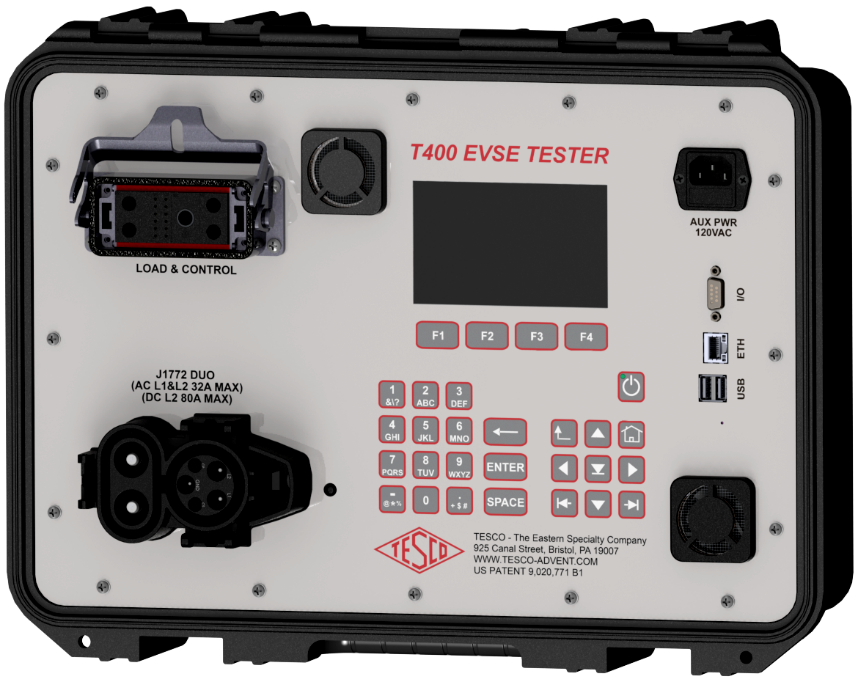 T400 EVSE TESTER
AUX PWR
120VAC
LOAD & CONTROL
I/O
ETH
USB
F1 F2 F3 F4
J1772 DUO
(AC L1&L2 32A MAX)
(DC L2 80A MAX)
1 2 3
&\? ABC DEF
4 5 6
GHI JKL MNO
7 8 9 ENTER
PQRS TUV WXYZ
- 0 . SPACE
@*% +$#
TESCO
TESCO - The Eastern Specialty Company
925 Canal Street, Bristol, PA 19007
WWW.TESCO-ADVENT.COM
US PATENT 9,020,771 B1